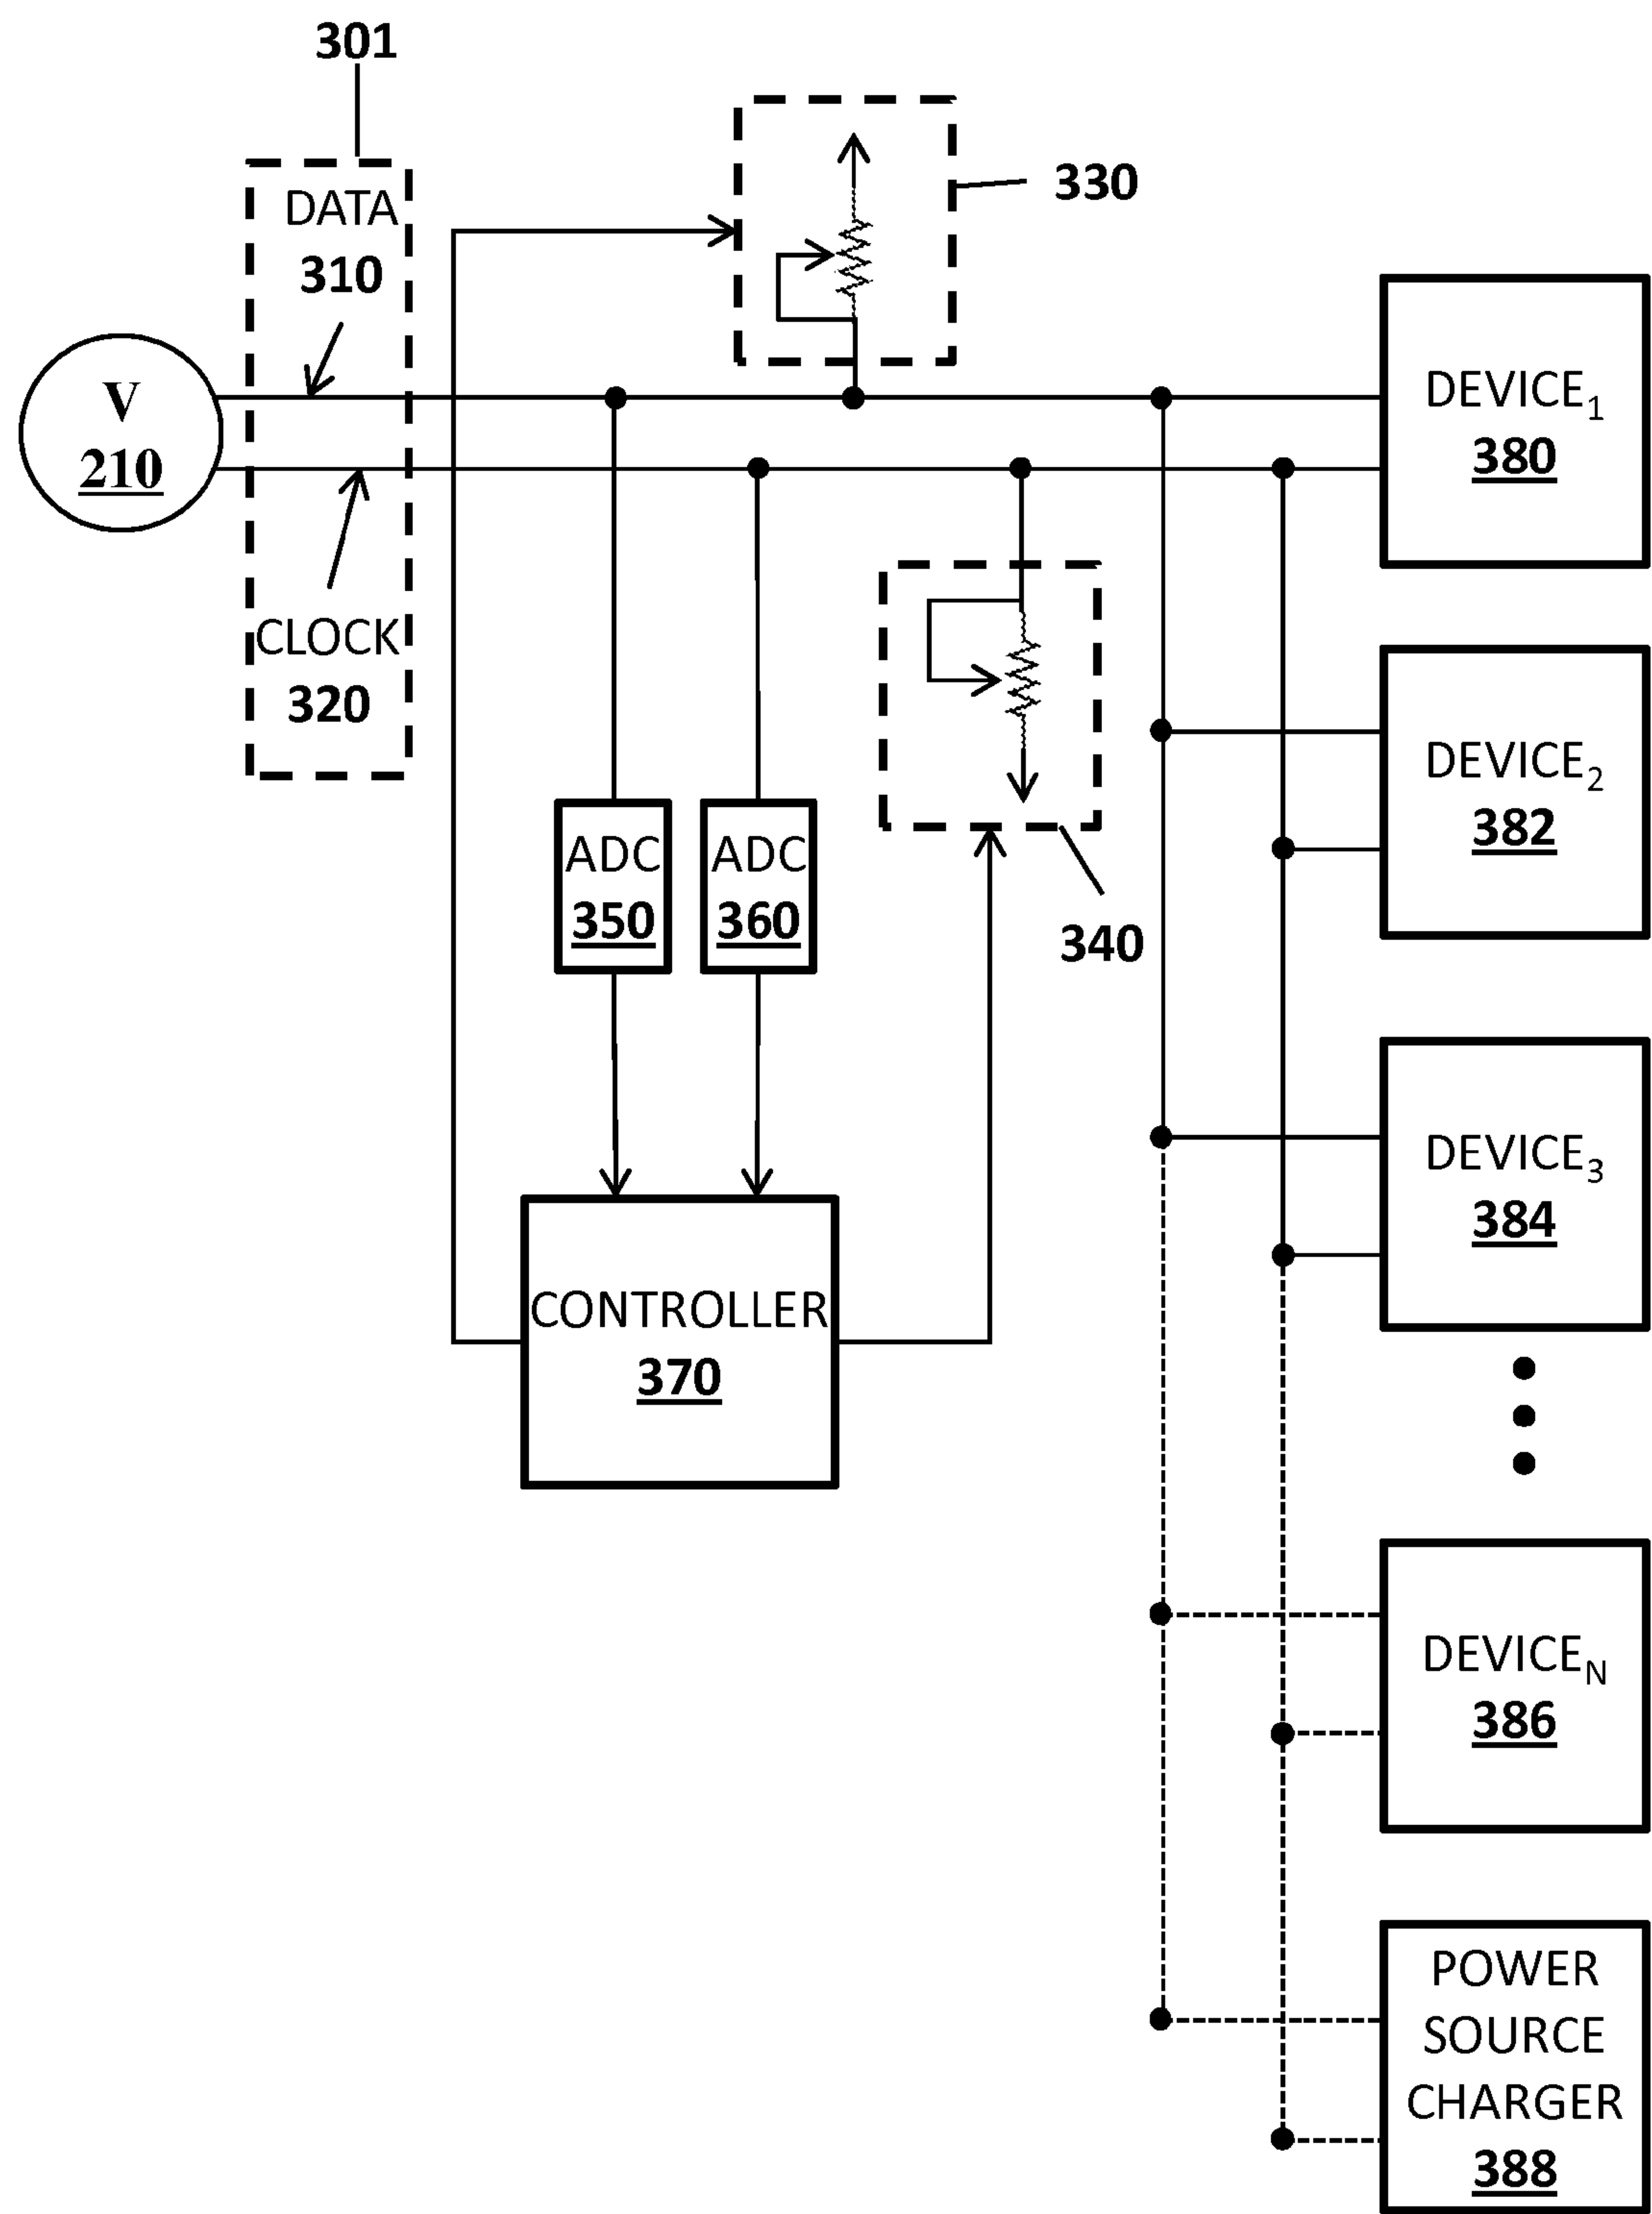 301
DATA
310
330
V
210
CLOCK
320
DEVICE1
380
DEVICE2
382
ADC
350
ADC
360
340
DEVICE3
384
CONTROLLER
370
DEVICEN
386
POWER
SOURCE
CHARGER
388